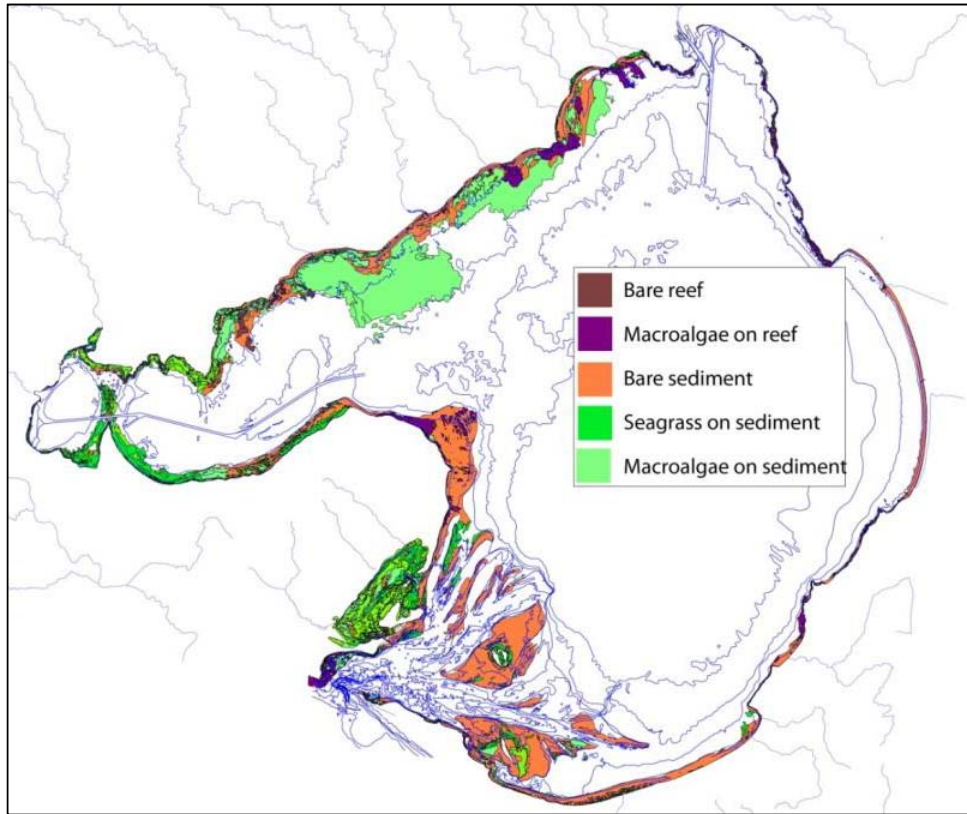 Bare reef
Macroalgae on reef
Bare sediment
Seagrass on sediment
Macroalgae on sediment